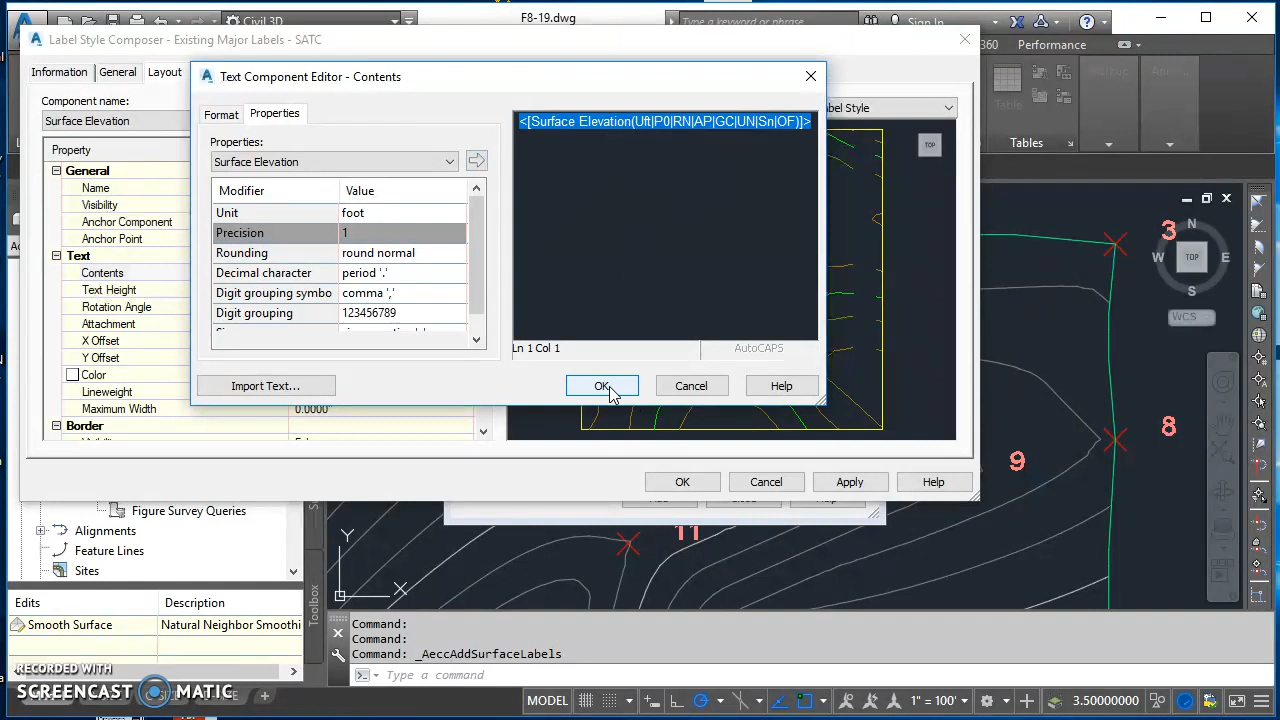 Civil 3D
F8-19.dwg
Type a keyword or phrase
Sign In
Label Style Composer - Existing Major Labels - SATC
360 Performance
Text Component Editor - Contents
Information General Layout
Format Properties
Component name:
Surface Elevation
Property
General
Name
Visibility
Anchor Component
Anchor Point
Text
Contents
Text Height
Rotation Angle
Attachment
X Offset
Y Offset
Color
Lineweight
Maximum Width 0.0000"
Border
Properties:
Surface Elevation
Modifier Value
Unit foot
Precision 1
Rounding round normal
Decimal character period '.'
Digit grouping symbo comma ','
Digit grouping 123456789
<[Surface Elevation(Uft|P0|RN|AP|GC|UN|Sn|OF)]>
Ln 1 Col 1
AutoCAPS
Import Text...
OK Cancel Help
OK Cancel Apply Help
Label Style
TOP
Table
N
W TOP E
S
WCS
3
8
9
11
Y
X
Figure Survey Queries
Alignments
Feature Lines
Sites
Toolbox
Edits Description
Smooth Surface Natural Neighbor Smoothi
Command:
Command:
Command: _AeccAddSurfaceLabels
Type a command
RECORDED WITH
SCREENCAST MATIC
MODEL
1" = 100'
3.50000000